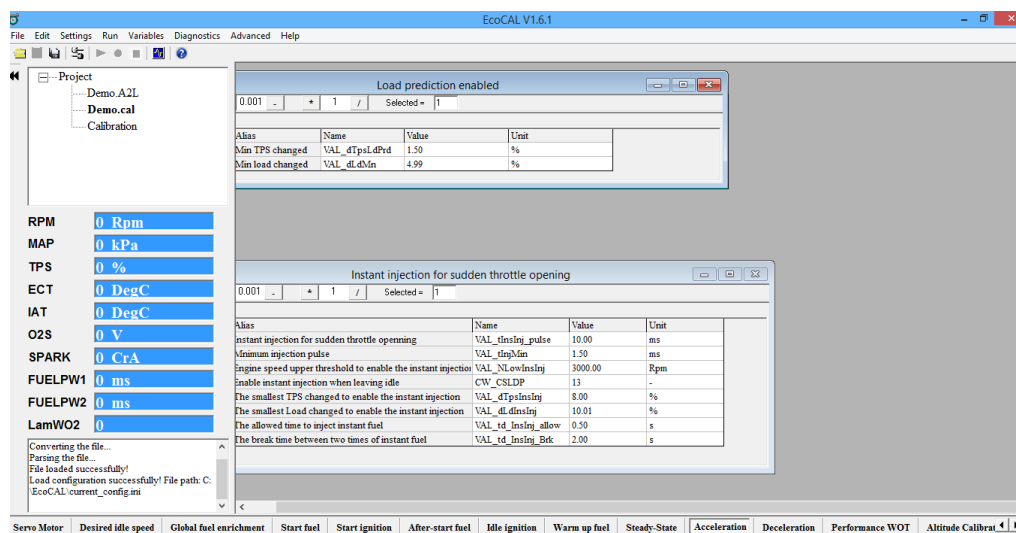 EcoCAL V1.6.1
File Edit Settings Run Variables Diagnostics Advanced Help
Project
Demo.A2L
Demo.cal
Calibration
RPM 0 Rpm
MAP 0 kPa
TPS 0 %
ECT 0 DegC
IAT 0 DegC
O2S 0 V
SPARK 0 CrA
FUELPW1 0 ms
FUELPW2 0 ms
LamWO2 0
Converting the file...
Parsing the file...
File loaded successfully!
Load configuration successfully! File path: C:
\EcoCAL\current_config.ini
Load prediction enabled
0.001 - * 1 / Selected = 1
Alias Name Value Unit
Min TPS changed VAL_dTpsLdPrd 1.50 %
Min load changed VAL_dLdMn 4.99 %
Instant injection for sudden throttle opening
0.001 - * 1 / Selected = 1
Alias Name Value Unit
Instant injection for sudden throttle openning VAL_tInsInj_pulse 10.00 ms
Mnimum injection pulse VAL_tInjMin 1.50 ms
Engine speed upper threshold to enable the instant injection VAL_NLowInsInj 3000.00 Rpm
Enable instant injection when leaving idle CW_CSLDP 13 -
The smallest TPS changed to enable the instant injection VAL_dTpsInsInj 8.00 %
The smallest Load changed to enable the instant injection VAL_dLdInsInj 10.01 %
The allowed time to inject instant fuel VAL_td_InsInj_allow 0.50 s
The break time between two times of instant fuel VAL_td_InsInj_Brk 2.00 s
Servo Motor Desired idle speed Global fuel enrichment Start fuel Start ignition After-start fuel Idle ignition Warm up fuel Steady-State Acceleration Deceleration Performance WOT Altitude Calibrat